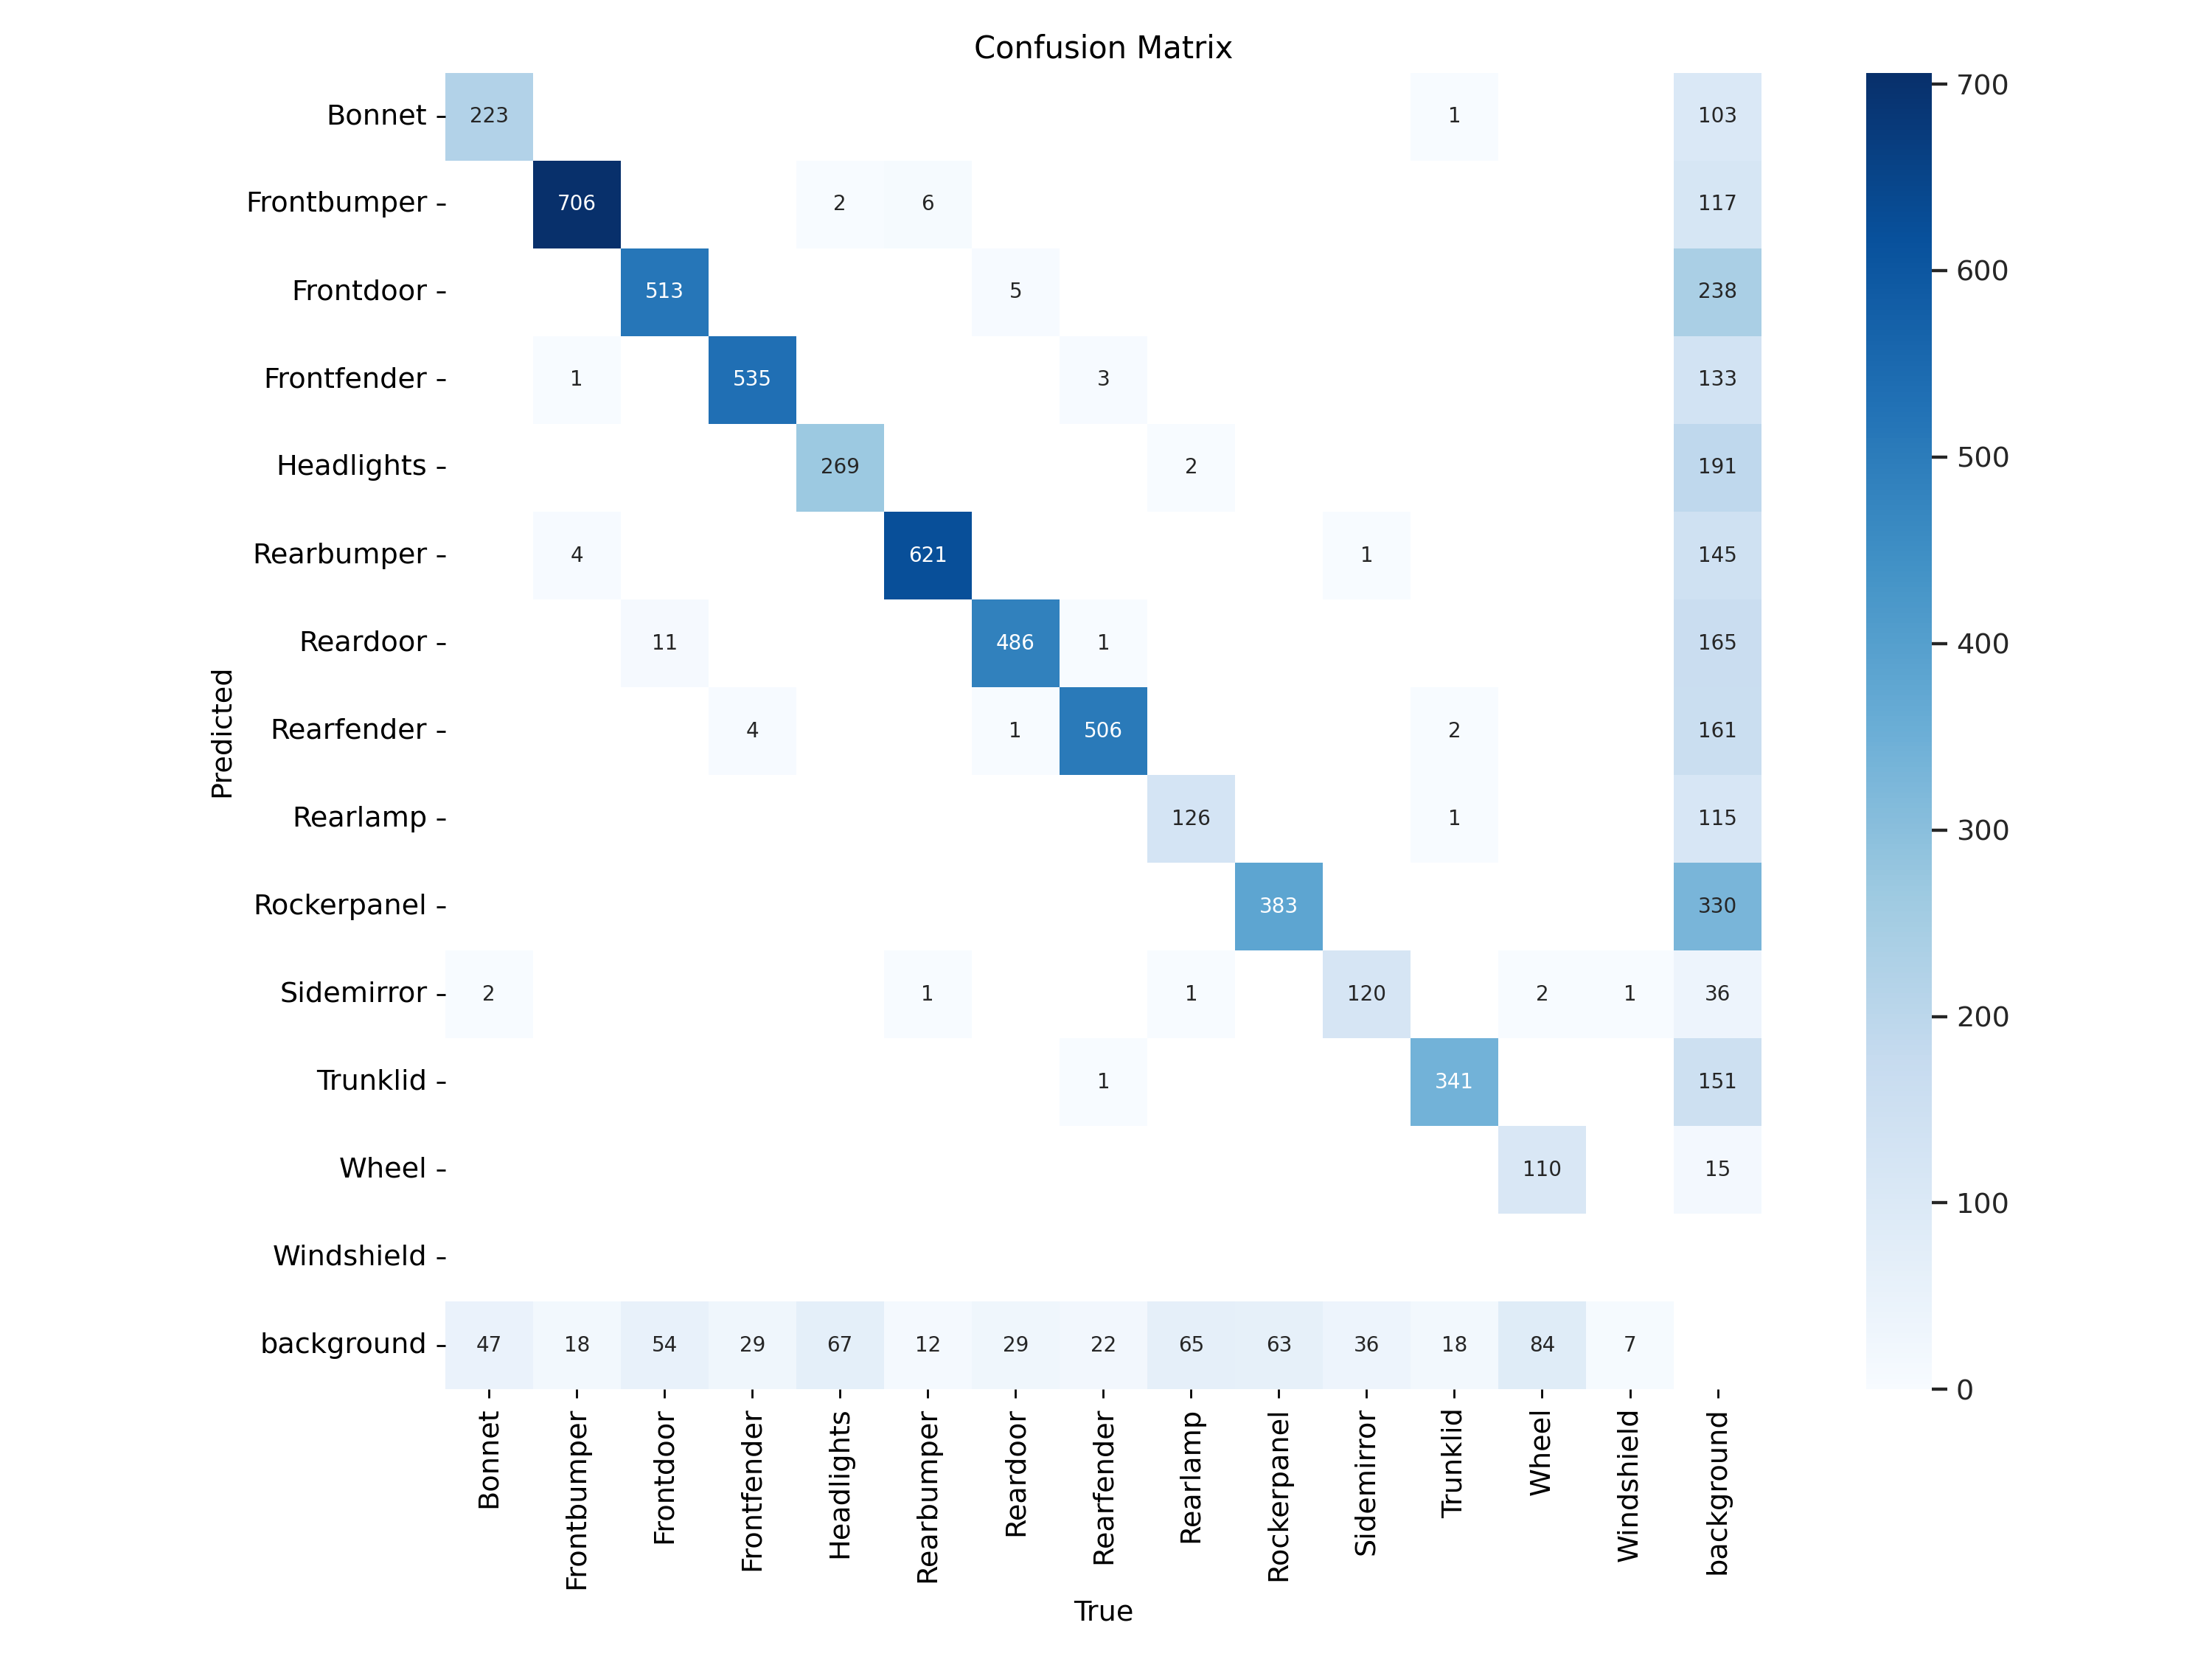 Confusion Matrix
Bonnet 223 1 103
Frontbumper 706 2 6 117
Frontdoor 513 5 238
Frontfender 1 535 3 133
Headlights 269 2 191
Rearbumper 4 621 1 145
Reardoor 11 486 1 165
Rearfender 4 1 506 2 161
Rearlamp 126 1 115
Rockerpanel 383 330
Sidemirror 2 1 1 120 2 1 36
Trunklid 1 341 151
Wheel 110 15
Windshield
background 47 18 54 29 67 12 29 22 65 63 36 18 84 7
Predicted
Bonnet Frontbumper Frontdoor Frontfender Headlights Rearbumper Reardoor Rearfender Rearlamp Rockerpanel Sidemirror Trunklid Wheel Windshield background
True
700
600
500
400
300
200
100
0